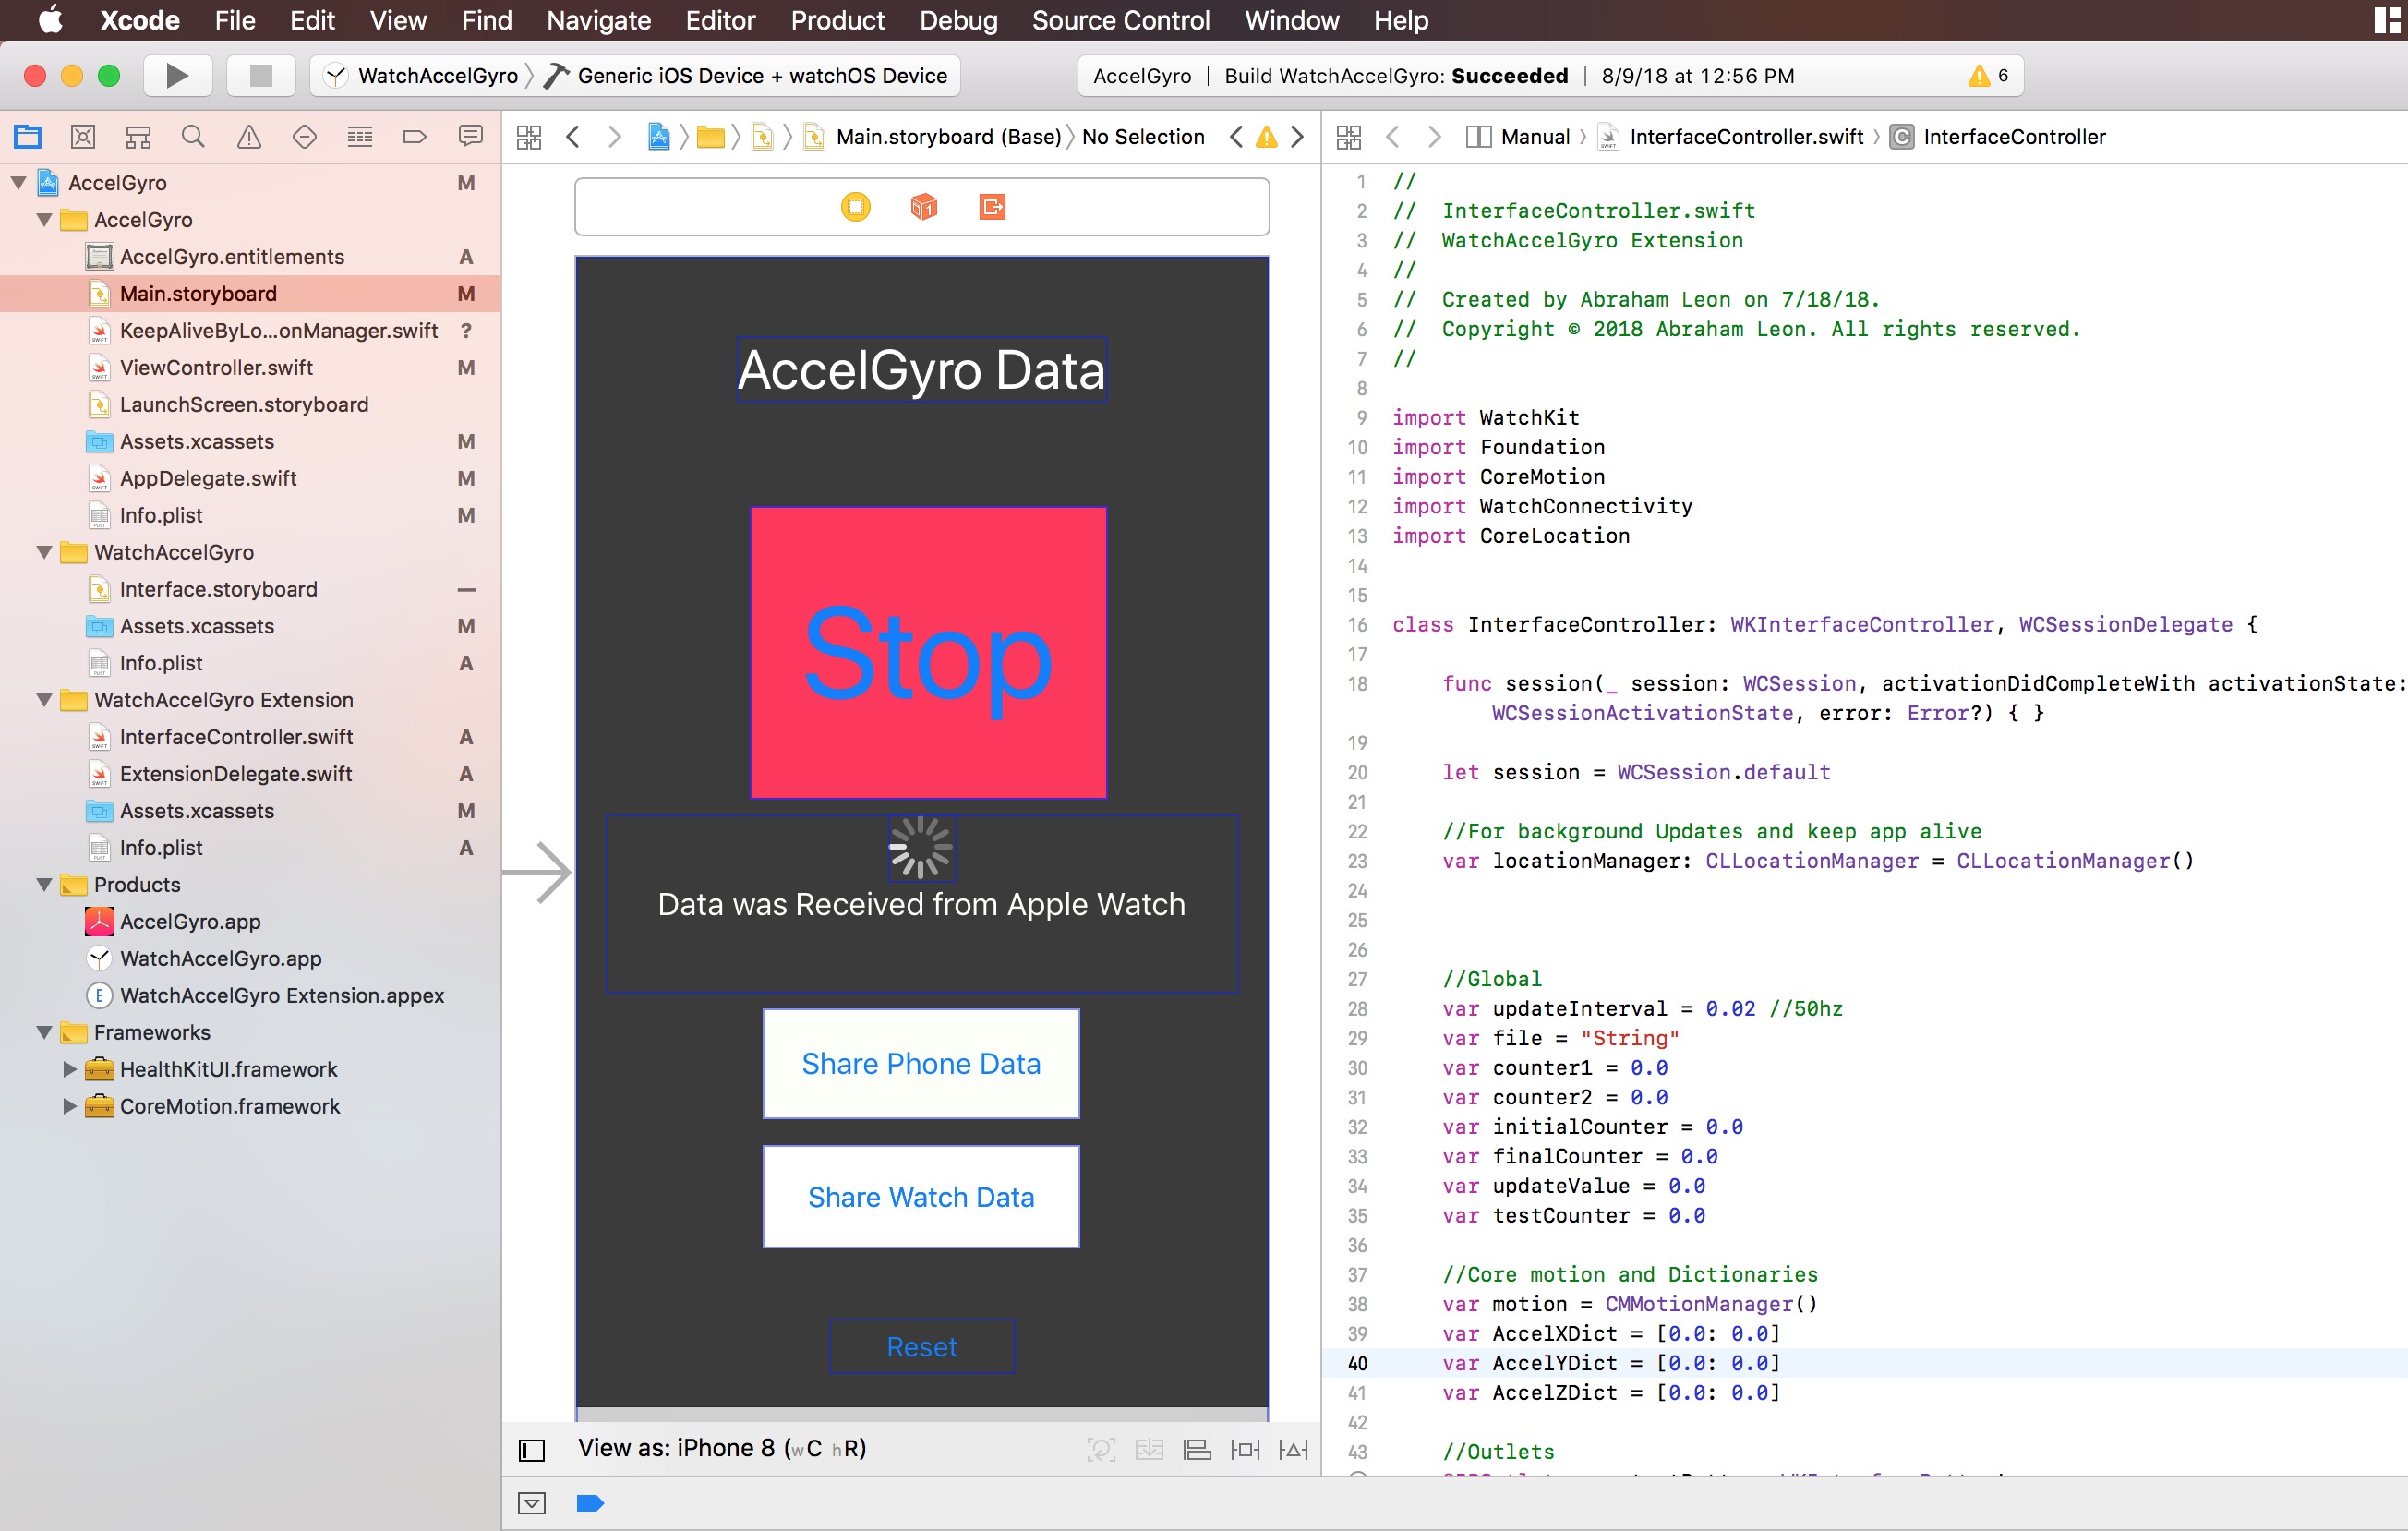 Xcode File Edit View Find Navigate Editor Product Debug Source Control Window Help
WatchAccelGyro Generic iOS Device + watchOS Device
AccelGyro | Build WatchAccelGyro: Succeeded | 8/9/18 at 12:56 PM 6
Main.storyboard (Base) No Selection
Manual InterfaceController.swift InterfaceController
AccelGyro M
AccelGyro
AccelGyro.entitlements A
Main.storyboard M
KeepAliveByLo...onManager.swift ?
ViewController.swift M
LaunchScreen.storyboard
Assets.xcassets M
AppDelegate.swift M
Info.plist M
WatchAccelGyro
Interface.storyboard —
Assets.xcassets M
Info.plist A
WatchAccelGyro Extension
InterfaceController.swift A
ExtensionDelegate.swift A
Assets.xcassets M
Info.plist A
Products
AccelGyro.app
WatchAccelGyro.app
E WatchAccelGyro Extension.appex
Frameworks
HealthKitUI.framework
CoreMotion.framework
AccelGyro Data
Stop
Data was Received from Apple Watch
Share Phone Data
Share Watch Data
Reset
View as: iPhone 8 (wC hR)
1 //
2 //  InterfaceController.swift
3 //  WatchAccelGyro Extension
4 //
5 //  Created by Abraham Leon on 7/18/18.
6 //  Copyright © 2018 Abraham Leon. All rights reserved.
7 //
8
9 import WatchKit
10 import Foundation
11 import CoreMotion
12 import WatchConnectivity
13 import CoreLocation
14
15
16 class InterfaceController: WKInterfaceController, WCSessionDelegate {
17
18 func session(_ session: WCSession, activationDidCompleteWith activationState:
WCSessionActivationState, error: Error?) { }
19
20 let session = WCSession.default
21
22 //For background Updates and keep app alive
23 var locationManager: CLLocationManager = CLLocationManager()
24
25
26
27 //Global
28 var updateInterval = 0.02 //50hz
29 var file = "String"
30 var counter1 = 0.0
31 var counter2 = 0.0
32 var initialCounter = 0.0
33 var finalCounter = 0.0
34 var updateValue = 0.0
35 var testCounter = 0.0
36
37 //Core motion and Dictionaries
38 var motion = CMMotionManager()
39 var AccelXDict = [0.0: 0.0]
40 var AccelYDict = [0.0: 0.0]
41 var AccelZDict = [0.0: 0.0]
42
43 //Outlets